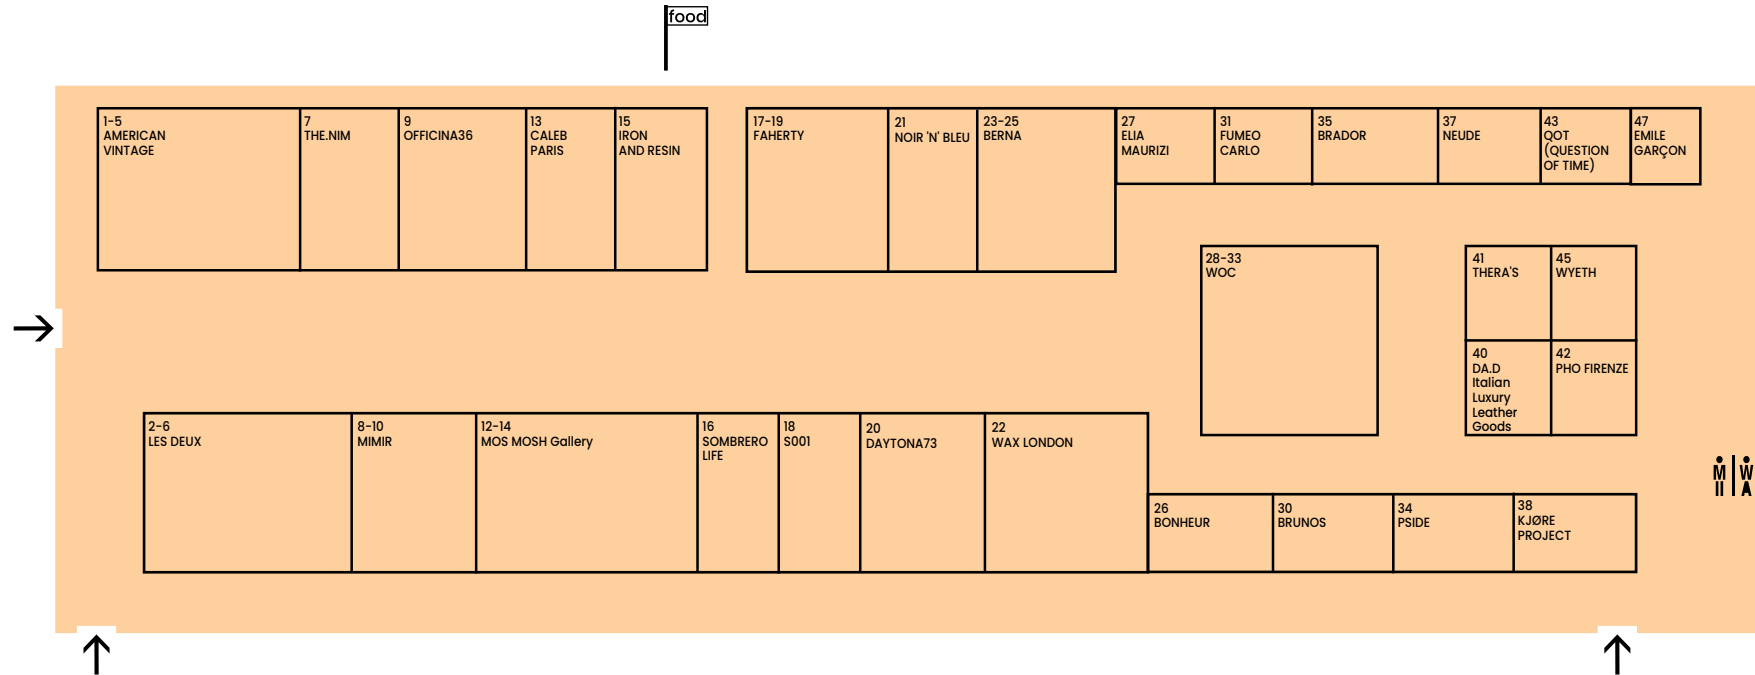 food
1-5
AMERICAN
VINTAGE
7
THE.NIM
9
OFFICINA36
13
CALEB
PARIS
15
IRON
AND RESIN
17-19
FAHERTY
21
NOIR 'N' BLEU
23-25
BERNA
27
ELIA
MAURIZI
31
FUMEO
CARLO
35
BRADOR
37
NEUDE
43
QOT
(QUESTION
OF TIME)
47
EMILE
GARÇON
28-33
WOC
41
THERA'S
45
WYETH
40
DA.D
Italian
Luxury
Leather
Goods
42
PHO FIRENZE
2-6
LES DEUX
8-10
MIMIR
12-14
MOS MOSH Gallery
16
SOMBRERO
LIFE
18
S001
20
DAYTONA73
22
WAX LONDON
26
BONHEUR
30
BRUNOS
34
PSIDE
38
KJØRE
PROJECT
M W